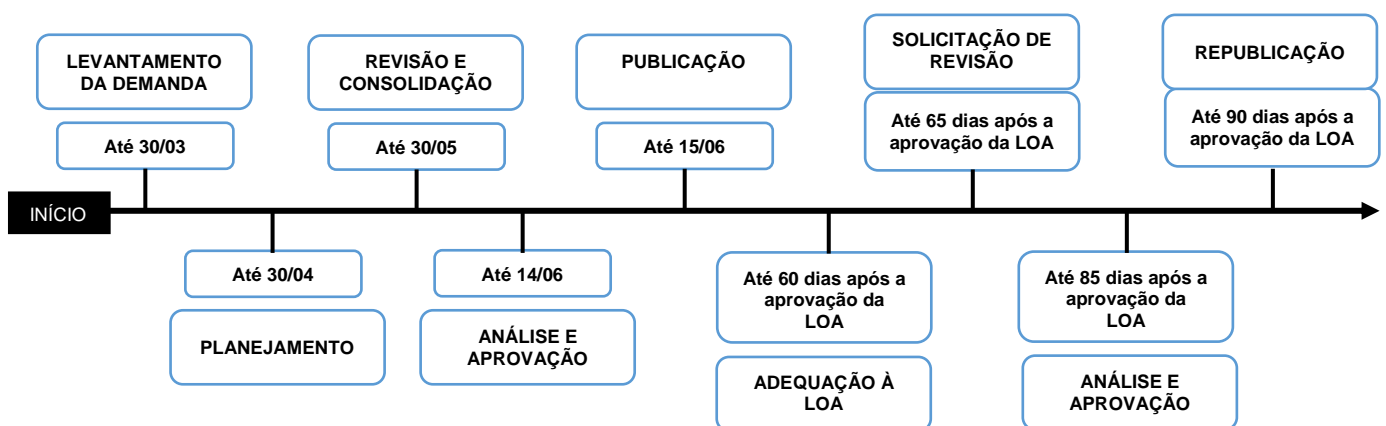 LEVANTAMENTO
DA DEMANDA
Até 30/03
REVISÃO E
CONSOLIDAÇÃO
Até 30/05
PUBLICAÇÃO
Até 15/06
SOLICITAÇÃO DE
REVISÃO
Até 65 dias após a
aprovação da LOA
REPUBLICAÇÃO
Até 90 dias após a
aprovação da LOA
INÍCIO
Até 30/04
PLANEJAMENTO
Até 14/06
ANÁLISE E
APROVAÇÃO
Até 60 dias após a
aprovação da
LOA
ADEQUAÇÃO À
LOA
Até 85 dias após a
aprovação da
LOA
ANÁLISE E
APROVAÇÃO